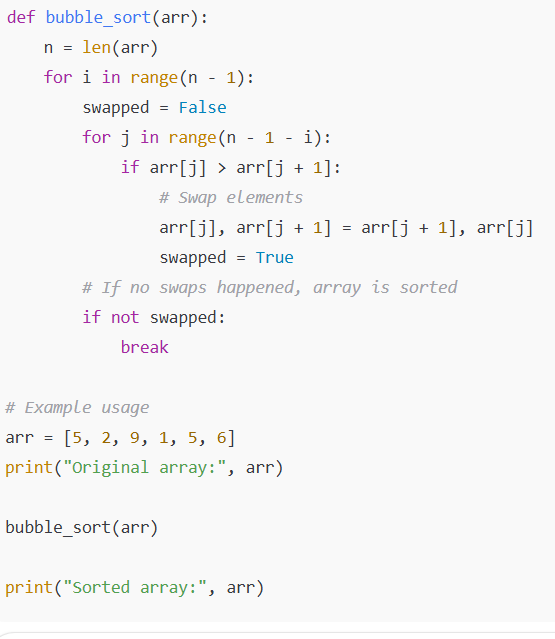 def bubble_sort(arr):
    n = len(arr)
    for i in range(n - 1):
        swapped = False
        for j in range(n - 1 - i):
            if arr[j] > arr[j + 1]:
                # Swap elements
                arr[j], arr[j + 1] = arr[j + 1], arr[j]
                swapped = True
        # If no swaps happened, array is sorted
        if not swapped:
            break

# Example usage
arr = [5, 2, 9, 1, 5, 6]
print("Original array:", arr)

bubble_sort(arr)

print("Sorted array:", arr)